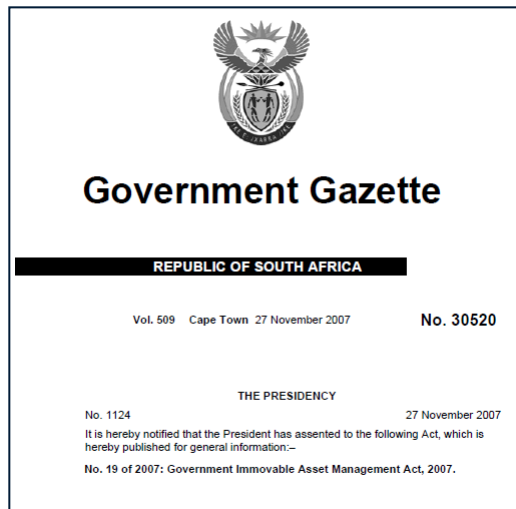 Government Gazette
REPUBLIC OF SOUTH AFRICA
Vol. 509 Cape Town 27 November 2007 No. 30520
THE PRESIDENCY
No. 1124 27 November 2007
It is hereby notified that the President has assented to the following Act, which is
hereby published for general information:–
No. 19 of 2007: Government Immovable Asset Management Act, 2007.